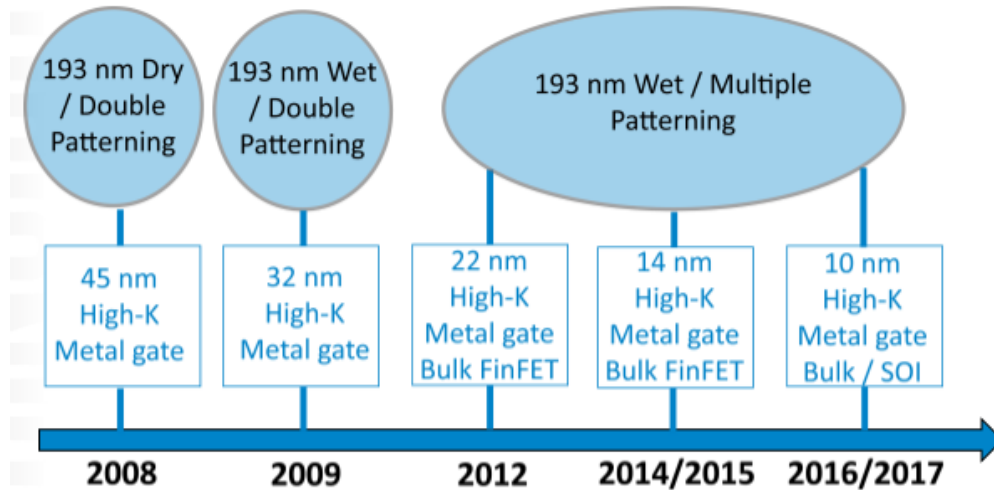 193 nm Dry
/ Double
Patterning
193 nm Wet
/ Double
Patterning
193 nm Wet / Multiple
Patterning
45 nm
High-K
Metal gate
32 nm
High-K
Metal gate
22 nm
High-K
Metal gate
Bulk FinFET
14 nm
High-K
Metal gate
Bulk FinFET
10 nm
High-K
Metal gate
Bulk / SOI
2008
2009
2012
2014/2015
2016/2017